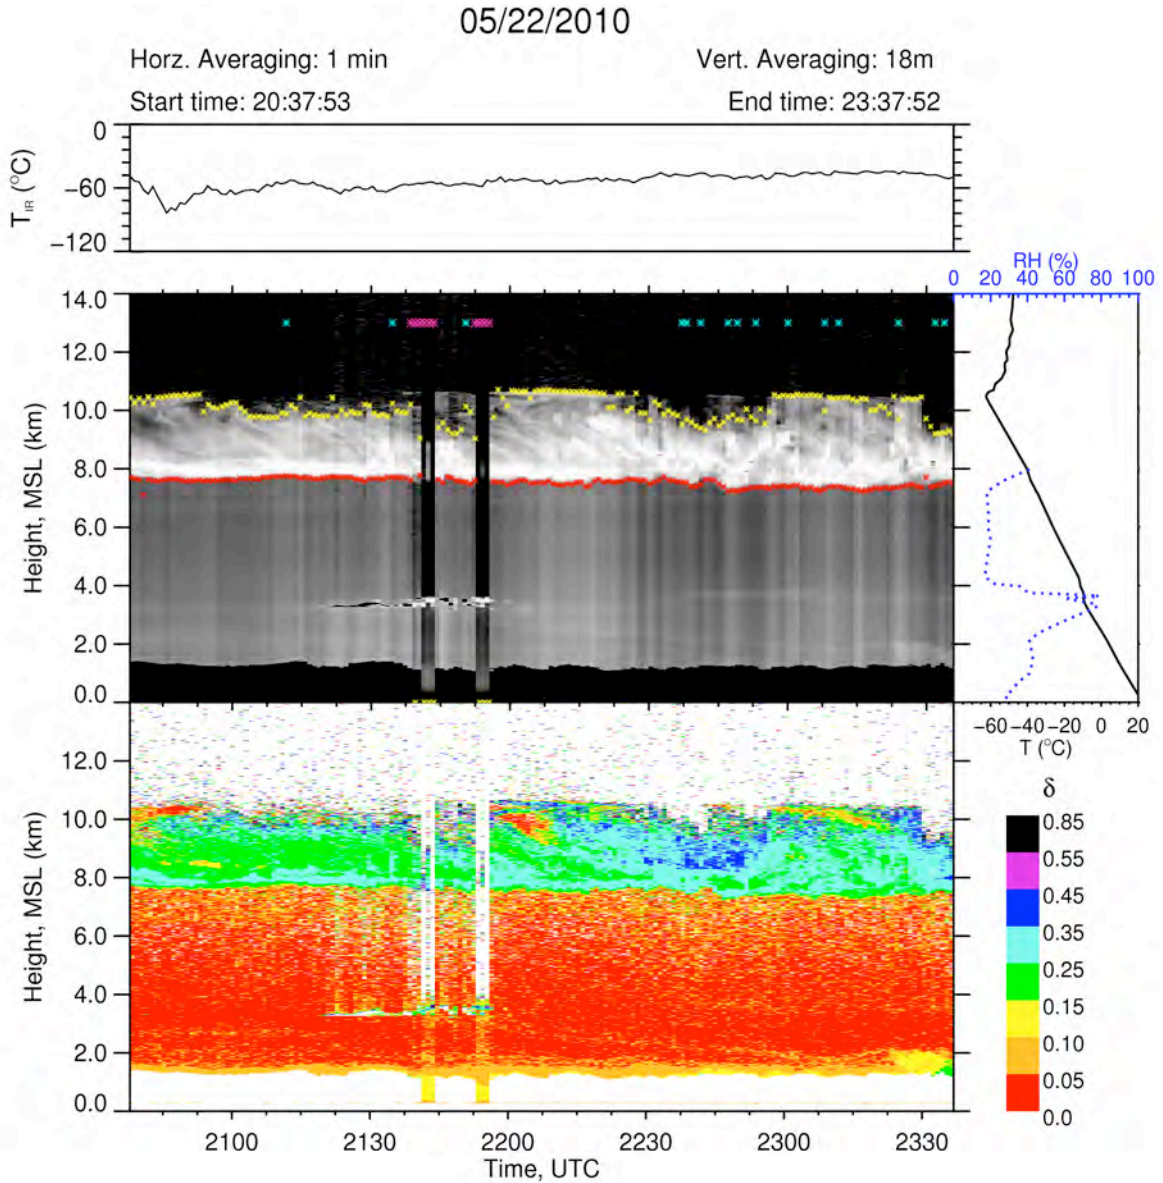 05/22/2010
Horz. Averaging: 1 min
Vert. Averaging: 18m
Start time: 20:37:53
End time: 23:37:52
0
−60
−120
T_IR (°C)
RH (%)
0 20 40 60 80 100
14.0
12.0
10.0
8.0
6.0
4.0
2.0
0.0
Height, MSL (km)
−60 −40 −20 0 20
T (°C)
12.0
10.0
8.0
6.0
4.0
2.0
0.0
Height, MSL (km)
δ
0.85
0.55
0.45
0.35
0.25
0.15
0.10
0.05
0.0
2100 2130 2200 2230 2300 2330
Time, UTC